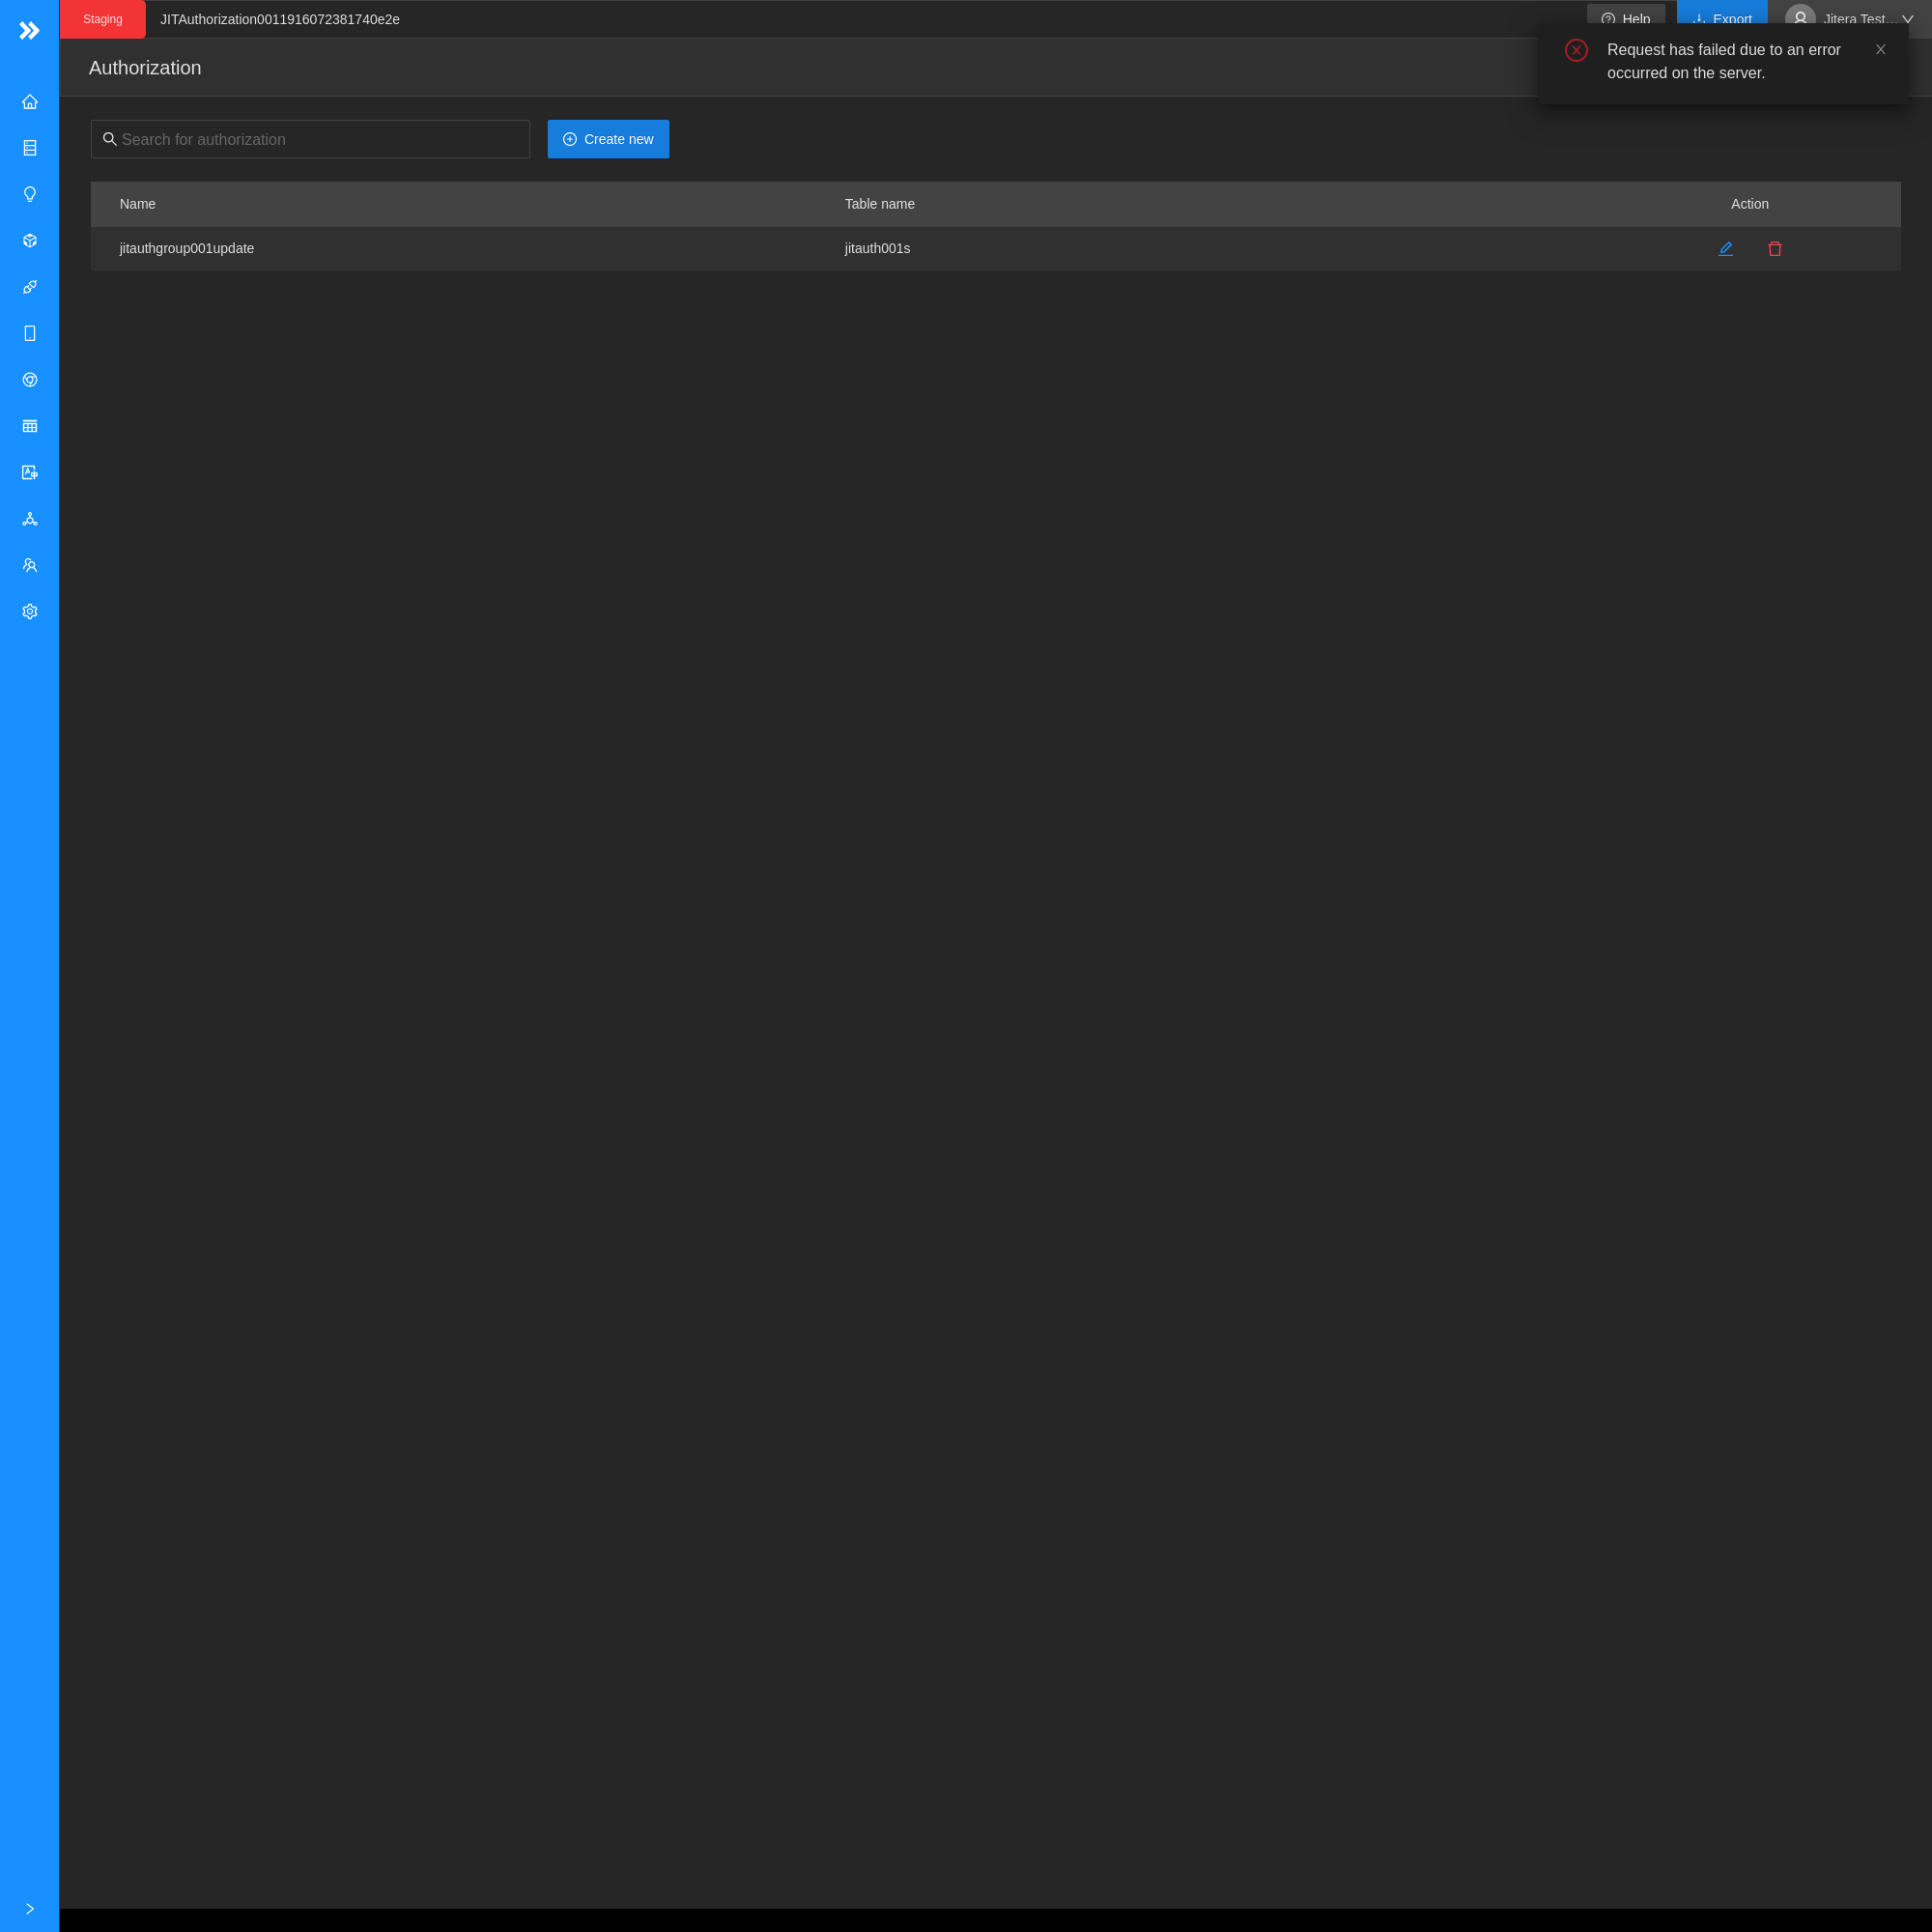 Staging
JITAuthorization0011916072381740e2e
Help
Export
Jitera Test...
Request has failed due to an error
occurred on the server.
Authorization
Search for authorization
Create new
Name
Table name
Action
jitauthgroup001update
jitauth001s